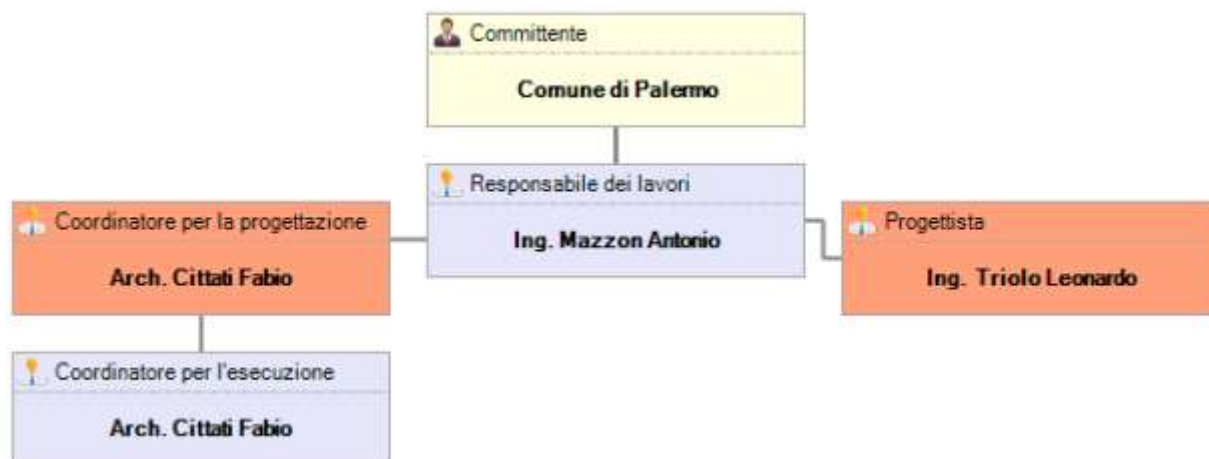 Committente
Comune di Palermo
Responsabile dei lavori
Ing. Mazzon Antonio
Coordinatore per la progettazione
Arch. Cittati Fabio
Progettista
Ing. Triolo Leonardo
Coordinatore per l'esecuzione
Arch. Cittati Fabio